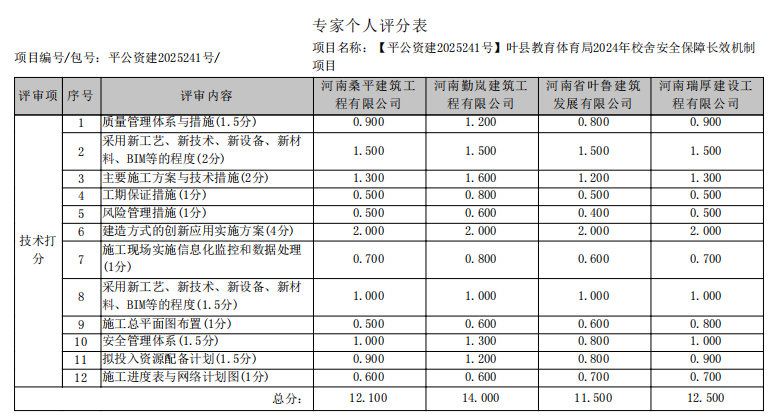 专家个人评分表
项目编号/包号: 平公资建2025241号/
项目名称: 【平公资建2025241号】叶县教育体育局2024年校舍安全保障长效机制
项目
评审项 序号 评审内容 河南桑平建筑工程有限公司 河南勤岚建筑工程有限公司 河南省叶鲁建筑发展有限公司 河南瑞厚建设工程有限公司
技术打分
1 质量管理体系与措施(1.5分) 0.900 1.200 0.800 0.900
2 采用新工艺、新技术、新设备、新材料、BIM等的程度(2分) 1.500 1.500 1.500 1.500
3 主要施工方案与技术措施(2分) 1.300 1.600 1.200 1.300
4 工期保证措施(1分) 0.500 0.800 0.500 0.500
5 风险管理措施(1分) 0.500 0.600 0.400 0.500
6 建造方式的创新应用实施方案(4分) 2.000 2.000 2.000 2.000
7 施工现场实施信息化监控和数据处理(1分) 0.700 0.800 0.600 0.700
8 采用新工艺、新技术、新设备、新材料、BIM等的程度(1.5分) 1.000 1.000 1.000 1.000
9 施工总平面图布置(1分) 0.500 0.600 0.600 0.800
10 安全管理体系(1.5分) 1.000 1.300 0.800 1.000
11 拟投入资源配备计划(1.5分) 0.900 1.200 0.800 0.900
12 施工进度表与网络计划图(1分) 0.600 0.600 0.700 0.700
总分: 12.100 14.000 11.500 12.500